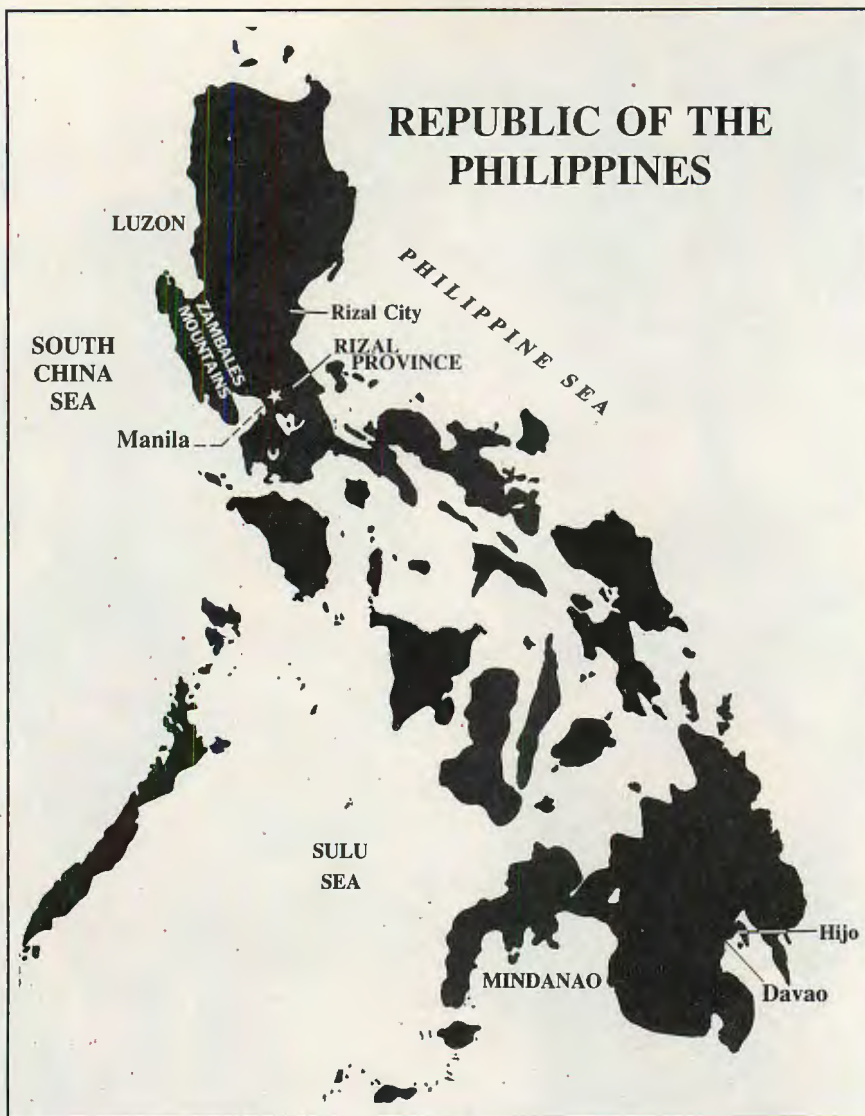 REPUBLIC OF THE
PHILIPPINES
LUZON
PHILIPPINE SEA
ZAMBALES
MOUNTAINS
Rizal City
SOUTH
CHINA
SEA
RIZAL
PROVINCE
Manila
SULU
SEA
Hijo
MINDANAO
Davao